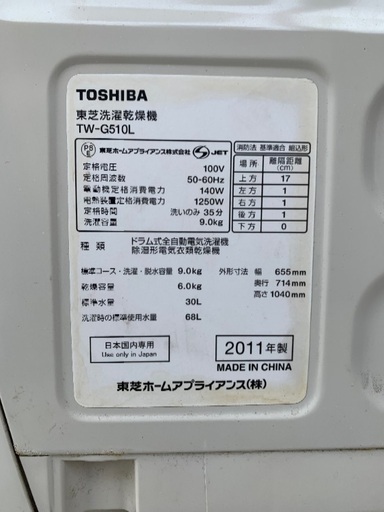 TOSHIBA
東芝洗濯乾燥機
TW-G510L
PS E 東芝ホームアプライアンス株式会社 JET
定格電圧 100V
定格周波数 50-60Hz
電動機定格消費電力 140W
電熱装置定格消費電力 1250W
定格時間 洗いのみ 35分
洗濯容量 9.0kg
消防法 基準適合 組込形
場所 離隔距離(cm)
上方 17
左方 1
右方 1
後方 1
下方 0
種類 ドラム式全自動電気洗濯機
除湿形電気衣類乾燥機
標準コース・洗濯・脱水容量 9.0kg 外形寸法 幅 655mm
乾燥容量 6.0kg 奥行 714mm
標準水量 30L 高さ 1040mm
洗濯時の標準使用水量 68L
日本国内専用
Use only in Japan
2011年製
MADE IN CHINA
東芝ホームアプライアンス(株)